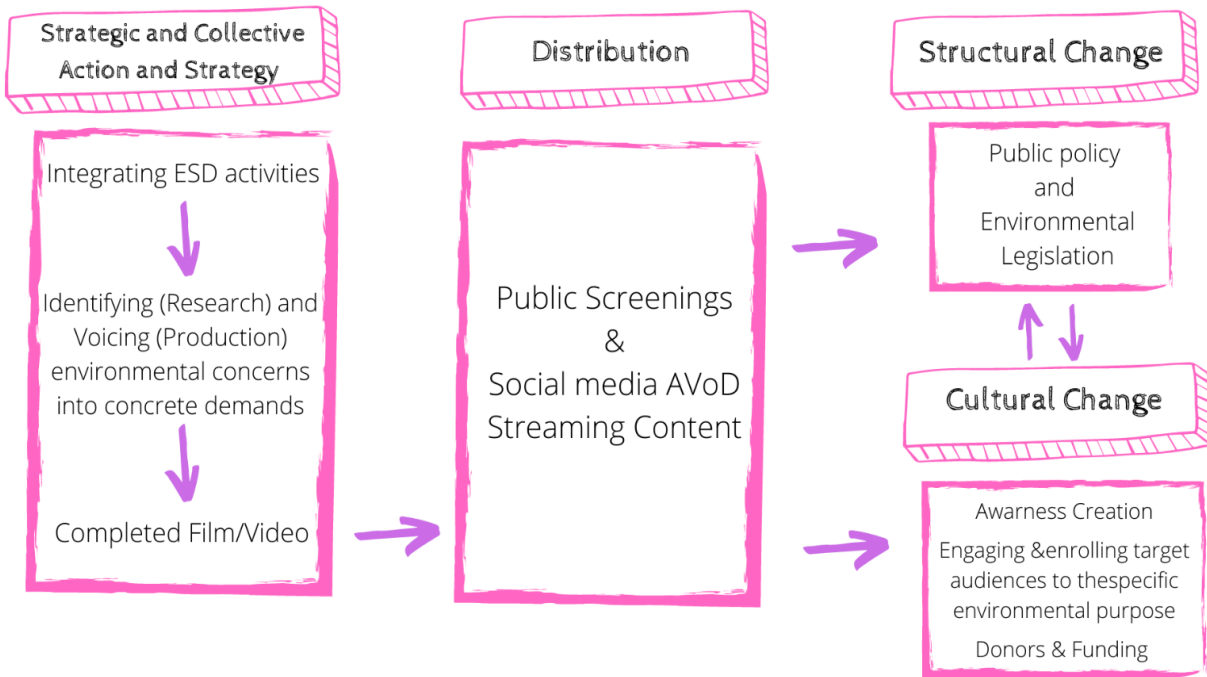 Strategic and Collective
Action and Strategy
Integrating ESD activities
Identifying (Research) and
Voicing (Production)
environmental concerns
into concrete demands
Completed Film/Video
Distribution
Public Screenings
&
Social media AVoD
Streaming Content
Structural Change
Public policy
and
Environmental
Legislation
Cultural Change
Awarness Creation
Engaging &enrolling target
audiences to thespecific
environmental purpose
Donors & Funding